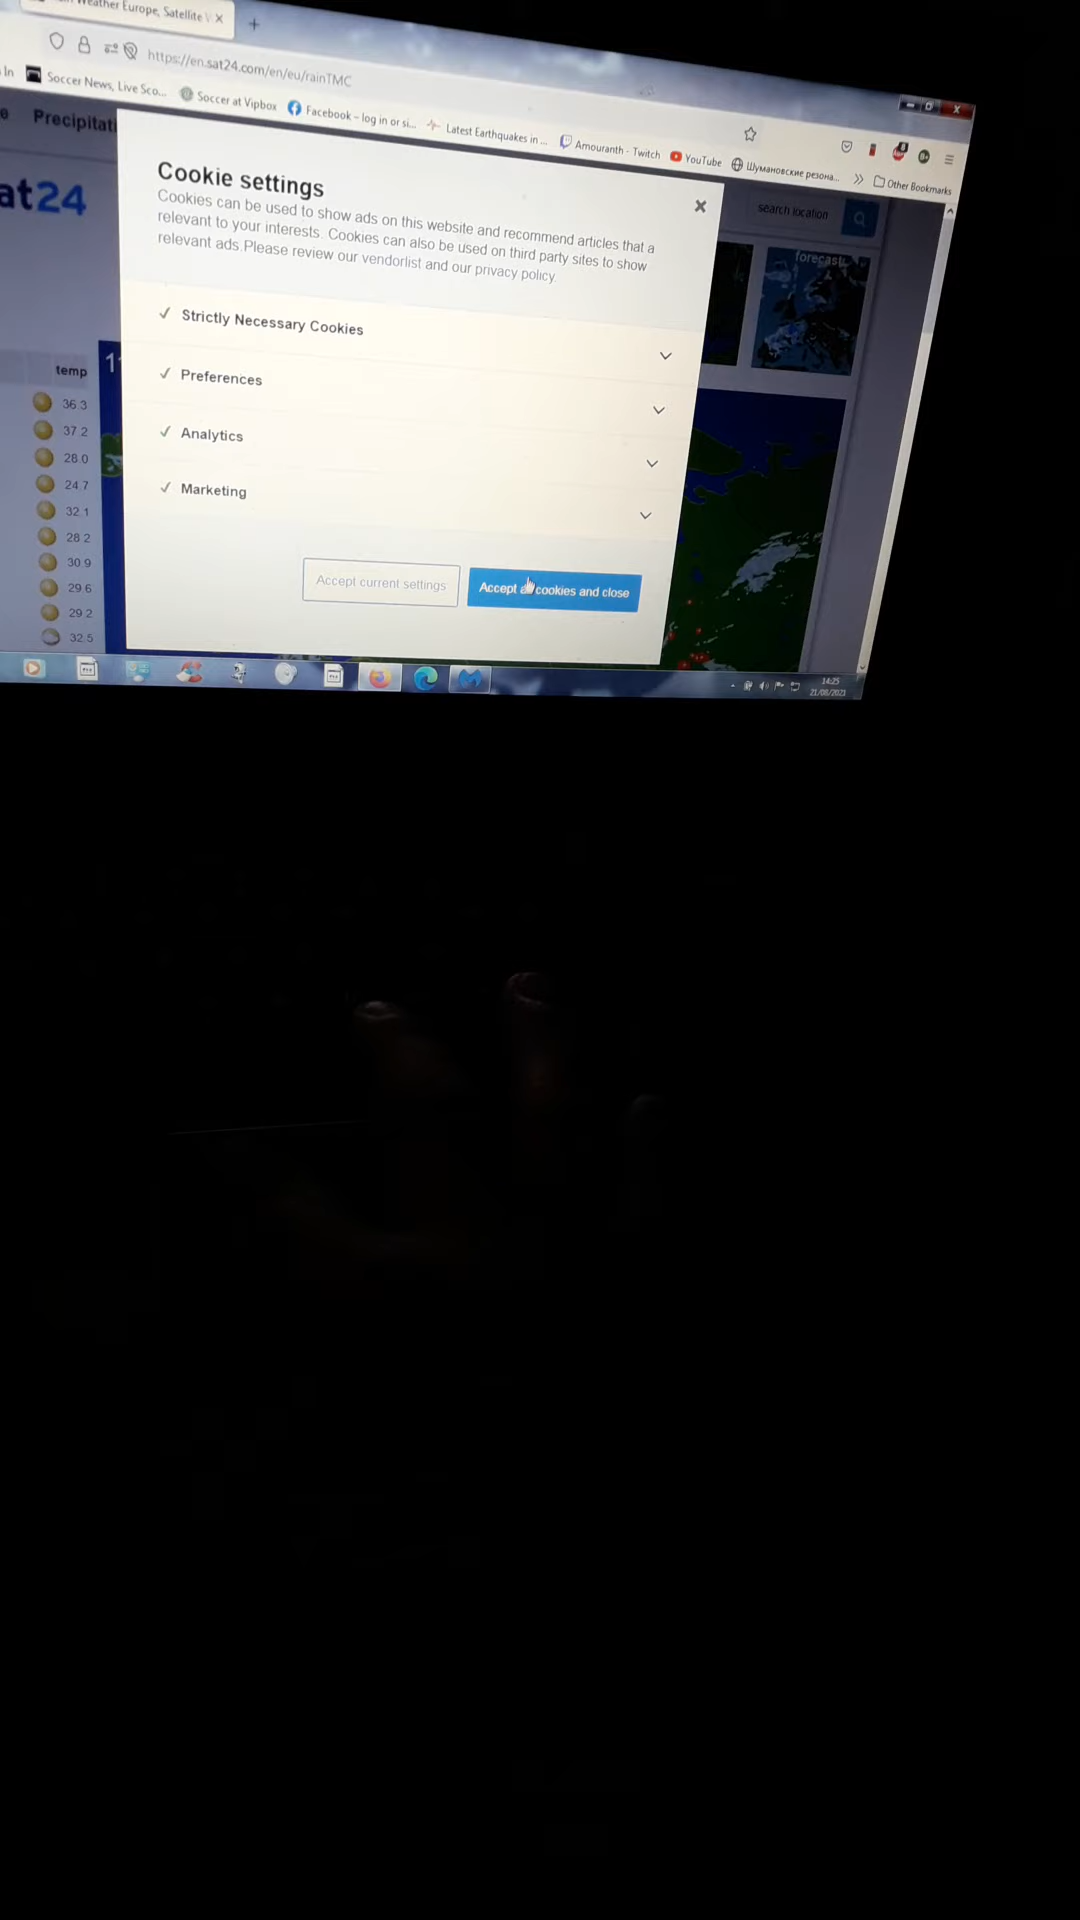 Weather Europe, Satellite
https://en.sat24.com/en/eu/rainTMC
In
Soccer News, Live Sco...
Soccer at Vipbox
Facebook – log in or si...
Latest Earthquakes in ...
Amouranth - Twitch
YouTube
Шумановские резона...
Other Bookmarks
Precipitati
at24
search location
forecast
Cookie settings
Cookies can be used to show ads on this website and recommend articles that a
relevant to your interests. Cookies can also be used on third party sites to show
relevant ads.Please review our vendorlist and our privacy policy.
Strictly Necessary Cookies
Preferences
Analytics
Marketing
Accept current settings
Accept cookies and close
temp
36.3
37.2
28.0
24.7
32.1
28.2
30.9
29.6
29.2
32.5
14:25
21/08/2023